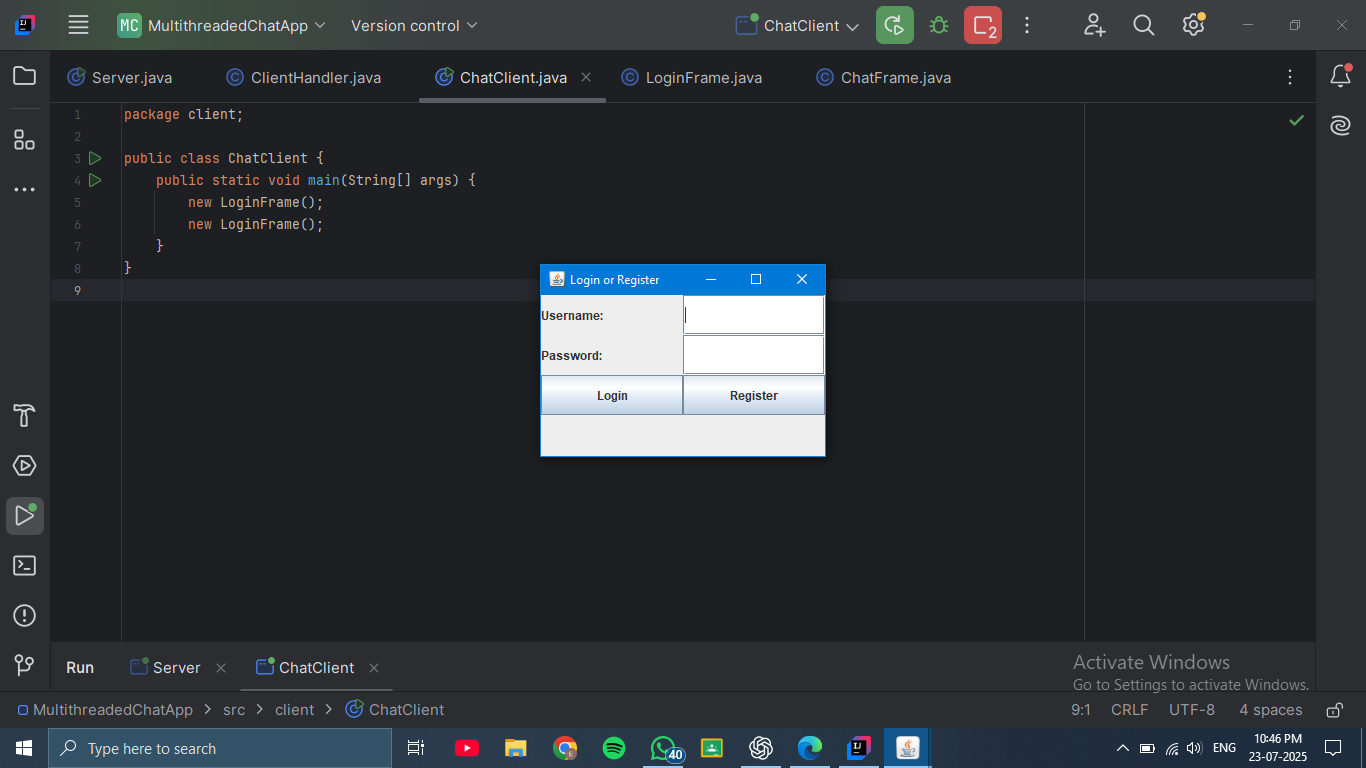 MC MultithreadedChatApp Version control ChatClient 2
Server.java ClientHandler.java ChatClient.java LoginFrame.java ChatFrame.java
1 package client;
2
3 public class ChatClient {
4 public static void main(String[] args) {
5 new LoginFrame();
6 new LoginFrame();
7 }
8 }
9
Login or Register
Username:
Password:
Login Register
Run Server ChatClient
Activate Windows
Go to Settings to activate Windows.
MultithreadedChatApp > src > client > ChatClient 9:1 CRLF UTF-8 4 spaces
Type here to search 40 ENG 10:46 PM
23-07-2025